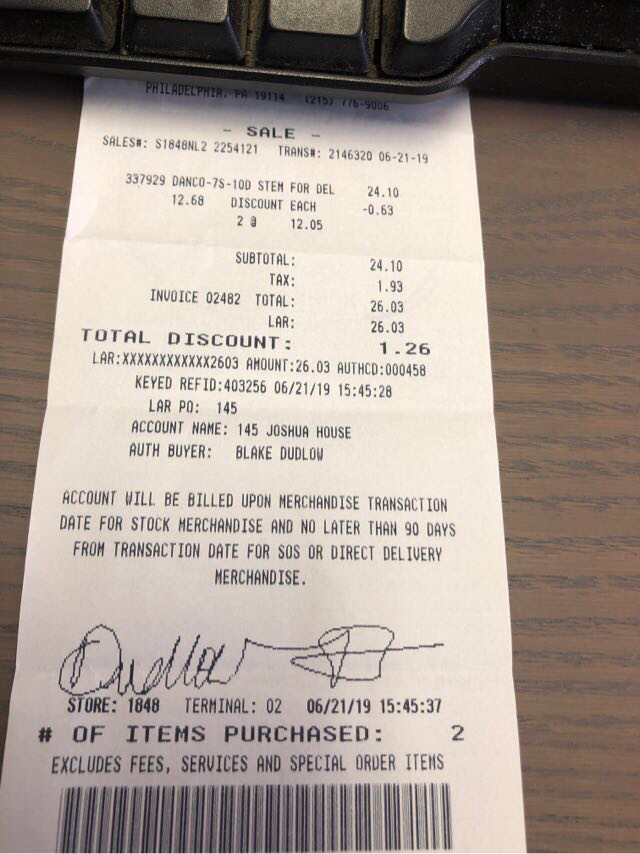 PHILADELPHIA, PA 19114 (215) 776-9006
- SALE -
SALES#: S1848NL2 2254121 TRANS#: 2146320 06-21-19
337929 DANCO-7S-10D STEM FOR DEL 24.10
12.68 DISCOUNT EACH -0.63
2 @ 12.05
SUBTOTAL: 24.10
TAX: 1.93
INVOICE 02482 TOTAL: 26.03
LAR: 26.03
TOTAL DISCOUNT: 1.26
LAR:XXXXXXXXXXXX2603 AMOUNT:26.03 AUTHCD:000458
KEYED REFID:403256 06/21/19 15:45:28
LAR PO: 145
ACCOUNT NAME: 145 JOSHUA HOUSE
AUTH BUYER: BLAKE DUDLOW
ACCOUNT WILL BE BILLED UPON MERCHANDISE TRANSACTION
DATE FOR STOCK MERCHANDISE AND NO LATER THAN 90 DAYS
FROM TRANSACTION DATE FOR SOS OR DIRECT DELIVERY
MERCHANDISE.
Dudlow
STORE: 1848 TERMINAL: 02 06/21/19 15:45:37
# OF ITEMS PURCHASED: 2
EXCLUDES FEES, SERVICES AND SPECIAL ORDER ITEMS